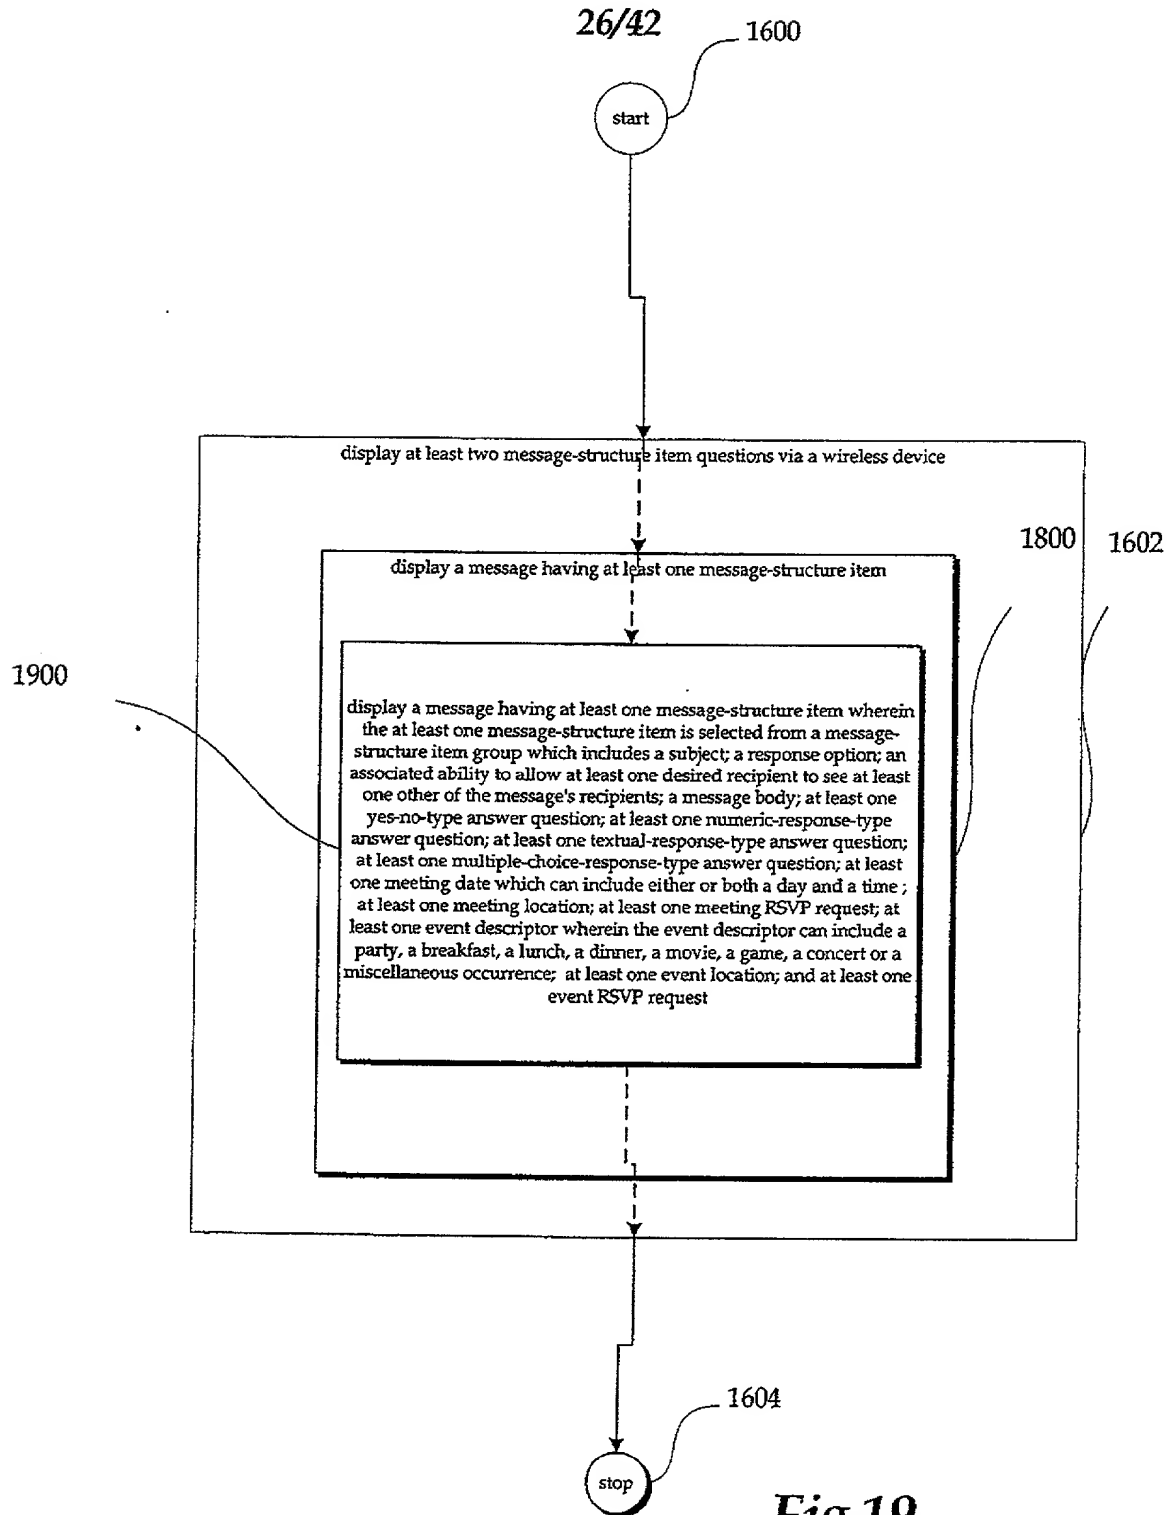 26/42
1600
start
display at least two message-structure item questions via a wireless device
1800
1602
display a message having at least one message-structure item
1900
display a message having at least one message-structure item wherein
the at least one message-structure item is selected from a message-
structure item group which includes a subject; a response option; an
associated ability to allow at least one desired recipient to see at least
one other of the message's recipients; a message body; at least one
yes-no-type answer question; at least one numeric-response-type
answer question; at least one textual-response-type answer question;
at least one multiple-choice-response-type answer question; at least
one meeting date which can include either or both a day and a time ;
at least one meeting location; at least one meeting RSVP request; at
least one event descriptor wherein the event descriptor can include a
party, a breakfast, a lunch, a dinner, a movie, a game, a concert or a
miscellaneous occurrence; at least one event location; and at least one
event RSVP request
1604
stop
Fig 19